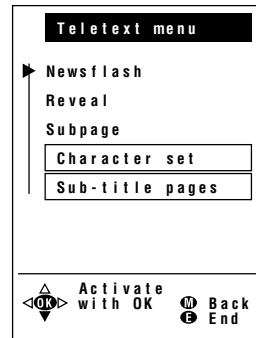 Teletext menu
Newsflash
Reveal
Subpage
Character set
Sub-title pages
Activate
OK with OK M Back
E End